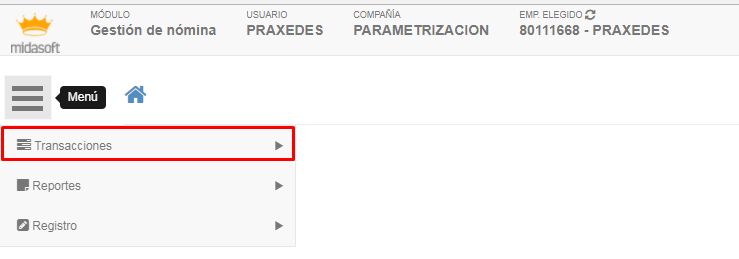 midasoft
MÓDULO
Gestión de nómina
USUARIO
PRAXEDES
COMPAÑÍA
PARAMETRIZACION
EMP. ELEGIDO
80111668 - PRAXEDES
Menú
Transacciones
Reportes
Registro